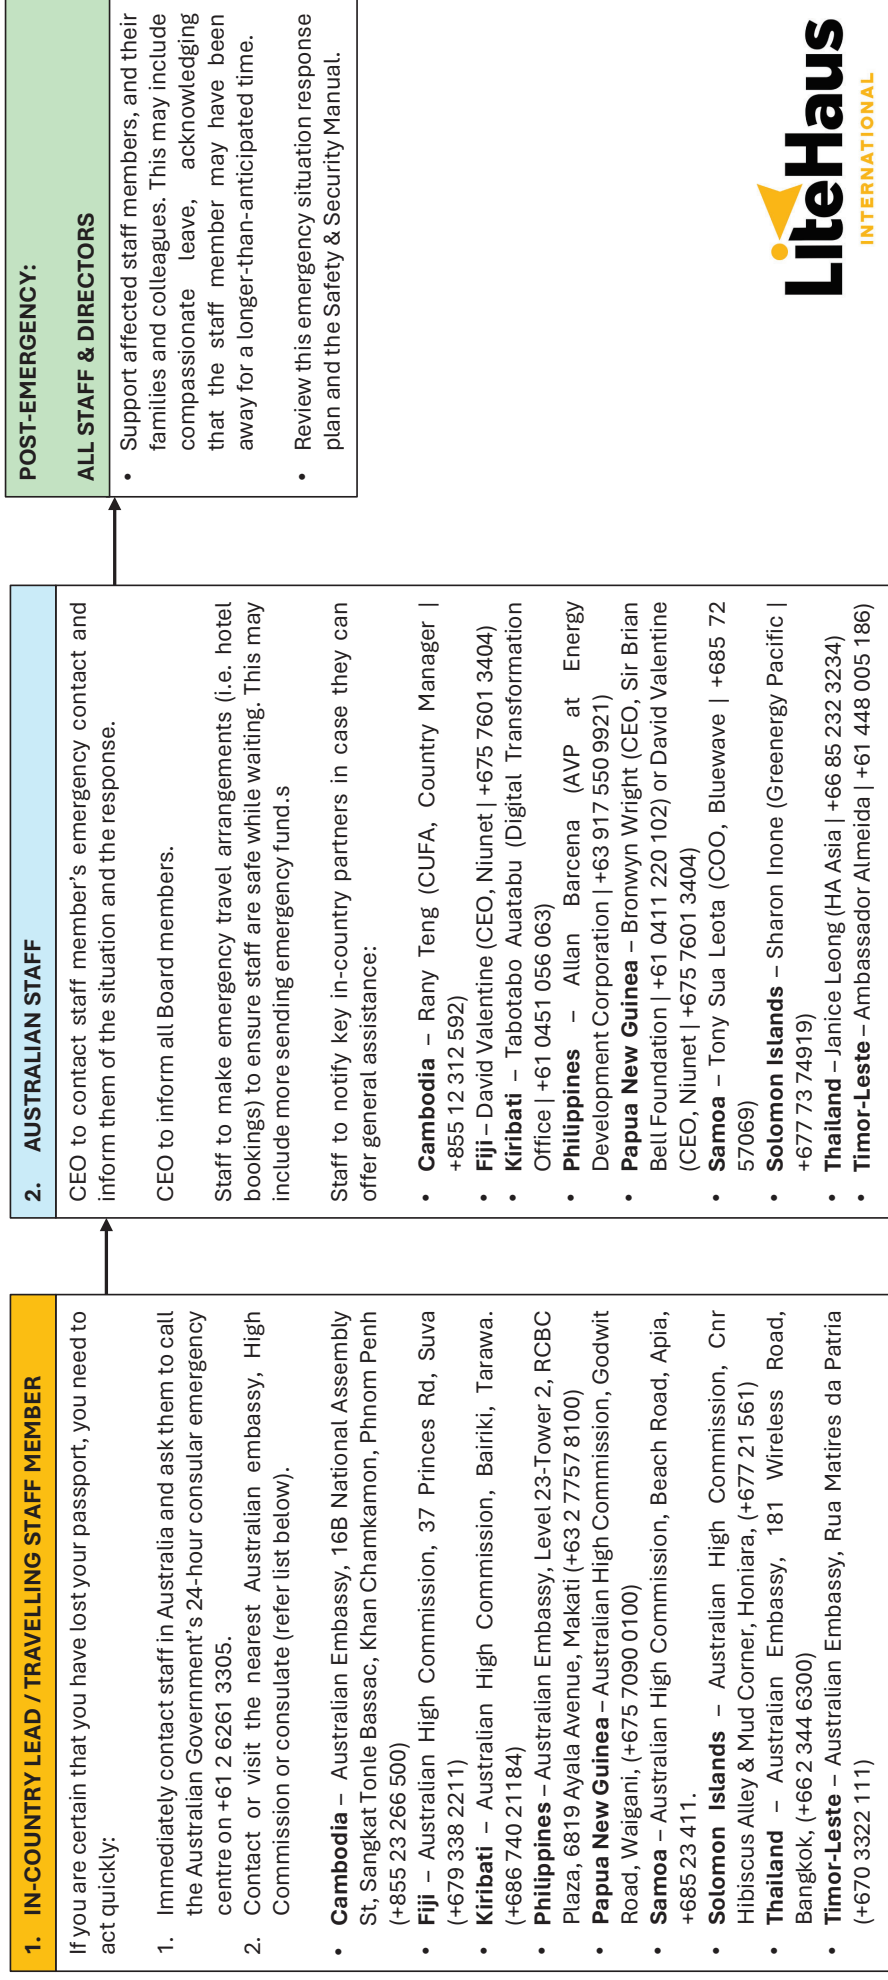 1. IN-COUNTRY LEAD / TRAVELLING STAFF MEMBER
If you are certain that you have lost your passport, you need to
act quickly:
1. Immediately contact staff in Australia and ask them to call
the Australian Government's 24-hour consular emergency
centre on +61 2 6261 3305.
2. Contact or visit the nearest Australian embassy, High
Commission or consulate (refer list below).
• Cambodia – Australian Embassy, 16B National Assembly
St, Sangkat Tonle Bassac, Khan Chamkamon, Phnom Penh
(+855 23 266 500)
• Fiji – Australian High Commission, 37 Princes Rd, Suva
(+679 338 2211)
• Kiribati – Australian High Commission, Bairiki, Tarawa.
(+686 740 21184)
• Philippines – Australian Embassy, Level 23-Tower 2, RCBC
Plaza, 6819 Ayala Avenue, Makati (+63 2 7757 8100)
• Papua New Guinea – Australian High Commission, Godwit
Road, Waigani, (+675 7090 0100)
• Samoa – Australian High Commission, Beach Road, Apia,
+685 23 411.
• Solomon Islands – Australian High Commission, Cnr
Hibiscus Alley & Mud Corner, Honiara, (+677 21 561)
• Thailand – Australian Embassy, 181 Wireless Road,
Bangkok, (+66 2 344 6300)
• Timor-Leste – Australian Embassy, Rua Matires da Patria
(+670 3322 111)
2. AUSTRALIAN STAFF
CEO to contact staff member's emergency contact and
inform them of the situation and the response.
CEO to inform all Board members.
Staff to make emergency travel arrangements (i.e. hotel
bookings) to ensure staff are safe while waiting. This may
include more sending emergency fund.s
Staff to notify key in-country partners in case they can
offer general assistance:
• Cambodia – Rany Teng (CUFA, Country Manager |
+855 12 312 592)
• Fiji – David Valentine (CEO, Niunet | +675 7601 3404)
• Kiribati – Tabotabo Auatabu (Digital Transformation
Office | +61 0451 056 063)
• Philippines – Allan Barcena (AVP at Energy
Development Corporation | +63 917 550 9921)
• Papua New Guinea – Bronwyn Wright (CEO, Sir Brian
Bell Foundation | +61 0411 220 102) or David Valentine
(CEO, Niunet | +675 7601 3404)
• Samoa – Tony Sua Leota (COO, Bluewave | +685 72
57069)
• Solomon Islands – Sharon Inone (Greenergy Pacific |
+677 73 74919)
• Thailand – Janice Leong (HA Asia | +66 85 232 3234)
• Timor-Leste – Ambassador Almeida | +61 448 005 186)
POST-EMERGENCY:
ALL STAFF & DIRECTORS
• Support affected staff members, and their
families and colleagues. This may include
compassionate leave, acknowledging
that the staff member may have been
away for a longer-than-anticipated time.
• Review this emergency situation response
plan and the Safety & Security Manual.
LiteHaus
INTERNATIONAL